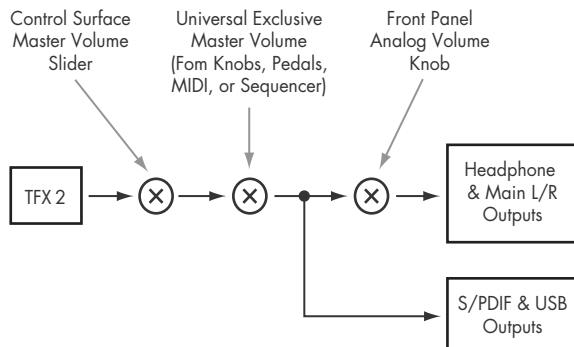 Control Surface
Master Volume
Slider
Universal Exclusive
Master Volume
(Fom Knobs, Pedals,
MIDI, or Sequencer)
Front Panel
Analog Volume
Knob
TFX 2
Headphone
& Main L/R
Outputs
S/PDIF & USB
Outputs